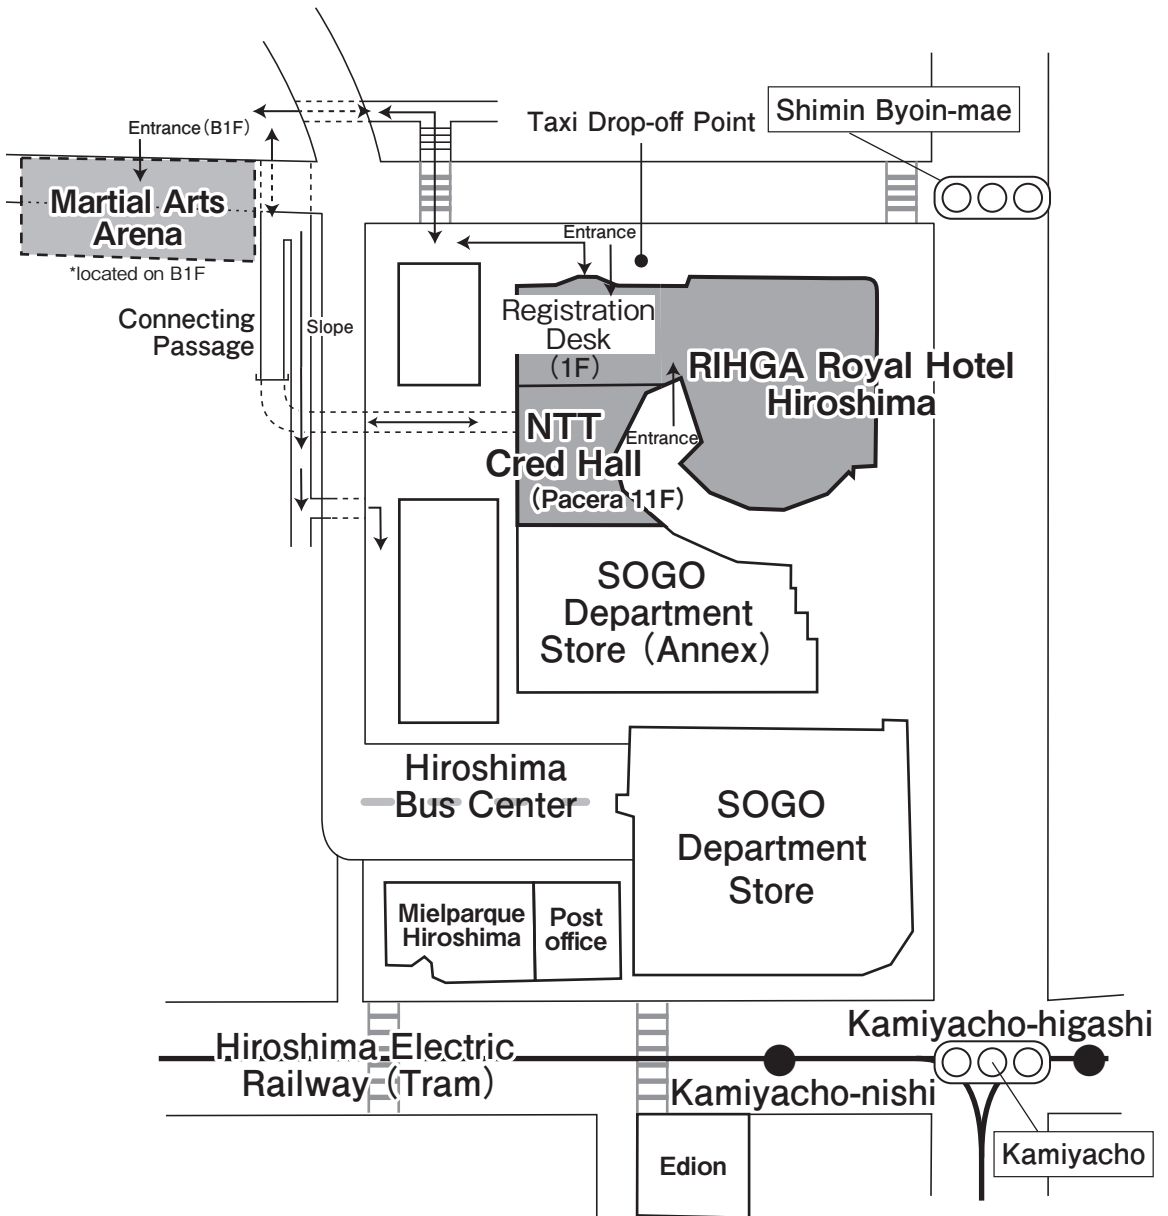 Shimin Byoin-mae
Taxi Drop-off Point
Entrance(B1F)
Martial Arts
Arena
*located on B1F
Connecting
Passage
Slope
Entrance
Registration
Desk
(1F)
RIHGA Royal Hotel
Hiroshima
NTT
Cred Hall
(Pacera 11F)
Entrance
SOGO
Department
Store (Annex)
Hiroshima
Bus Center
SOGO
Department
Store
Mielparque
Hiroshima
Post
office
Kamiyacho-higashi
Hiroshima Electric
Railway (Tram)
Kamiyacho-nishi
Kamiyacho
Edion